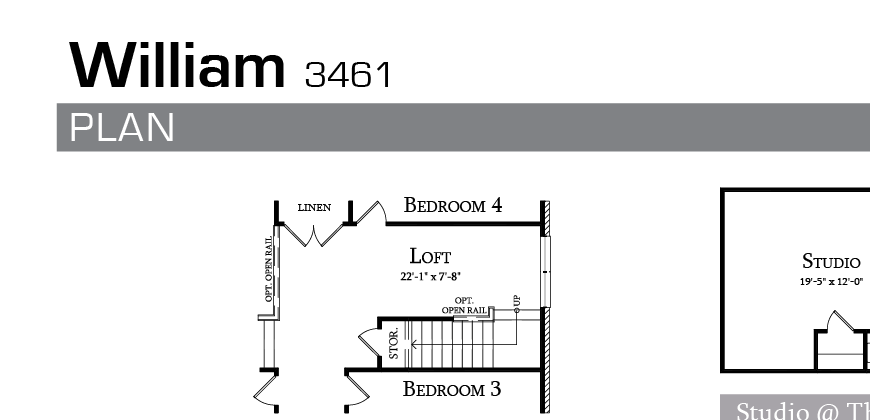 William 3461
PLAN
LINEN
BEDROOM 4
OPT. OPEN RAIL
LOFT
22'-1" x 7'-8"
OPT.
OPEN RAIL
UP
STOR.
BEDROOM 3
STUDIO
19'-5" x 12'-0"
Studio @ Th